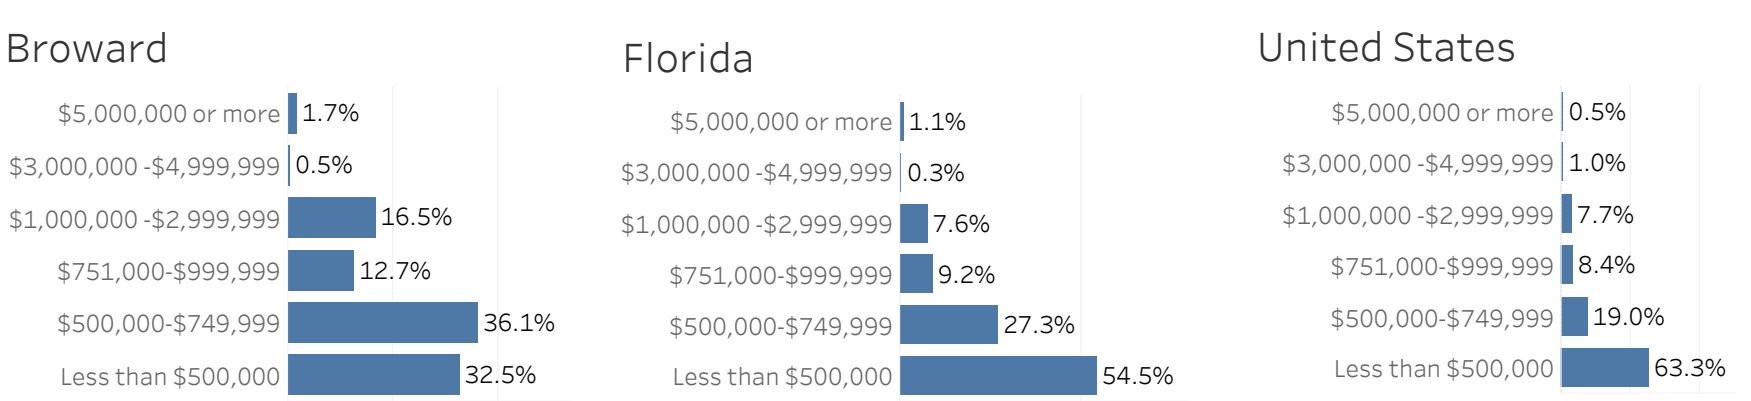 Broward
$5,000,000 or more 1.7%
$3,000,000 -$4,999,999 0.5%
$1,000,000 -$2,999,999 16.5%
$751,000-$999,999 12.7%
$500,000-$749,999 36.1%
Less than $500,000 32.5%
Florida
$5,000,000 or more 1.1%
$3,000,000 -$4,999,999 0.3%
$1,000,000 -$2,999,999 7.6%
$751,000-$999,999 9.2%
$500,000-$749,999 27.3%
Less than $500,000 54.5%
United States
$5,000,000 or more 0.5%
$3,000,000 -$4,999,999 1.0%
$1,000,000 -$2,999,999 7.7%
$751,000-$999,999 8.4%
$500,000-$749,999 19.0%
Less than $500,000 63.3%